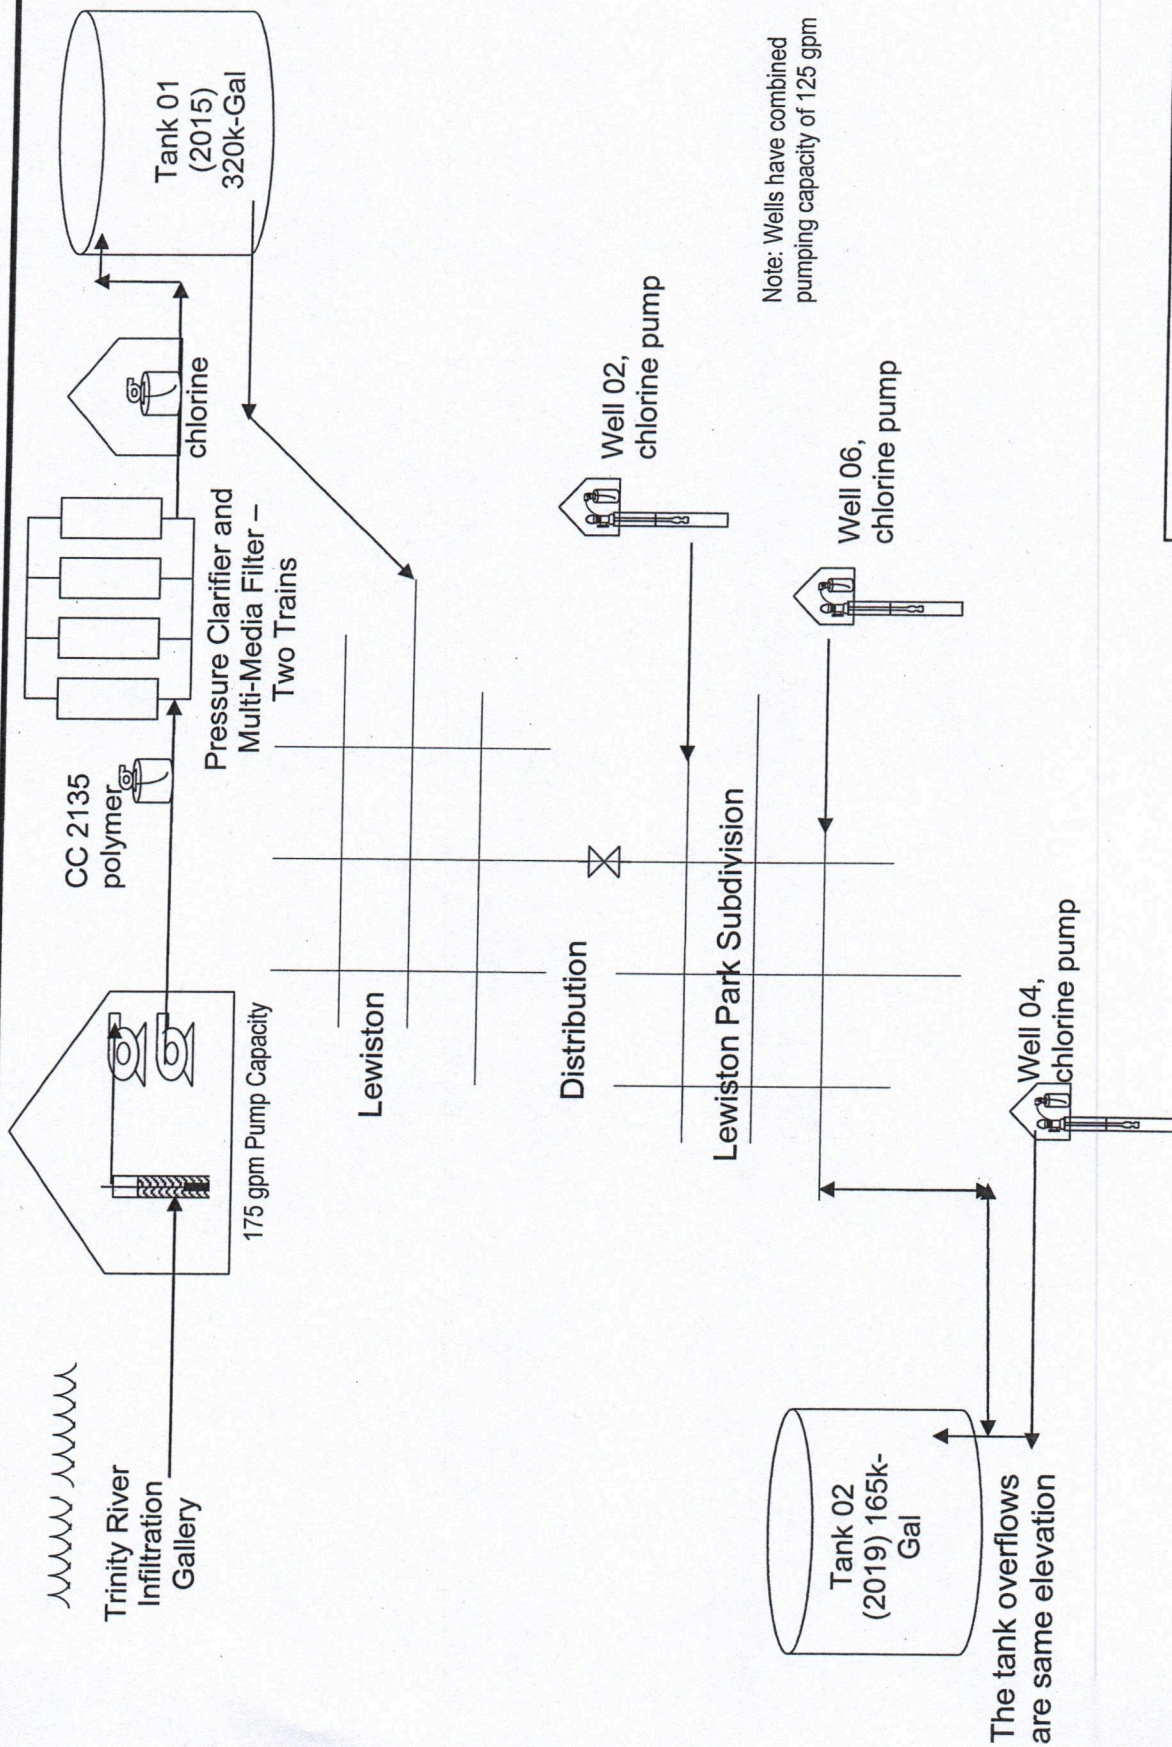 Trinity River
Infiltration
Gallery
175 gpm Pump Capacity
CC 2135
polymer
Pressure Clarifier and
Multi-Media Filter –
Two Trains
chlorine
Tank 01
(2015)
320k-Gal
Lewiston
Distribution
Lewiston Park Subdivision
Well 02,
chlorine pump
Well 06,
chlorine pump
Note: Wells have combined
pumping capacity of 125 gpm
Well 04,
chlorine pump
Tank 02
(2019) 165k-
Gal
The tank overflows
are same elevation